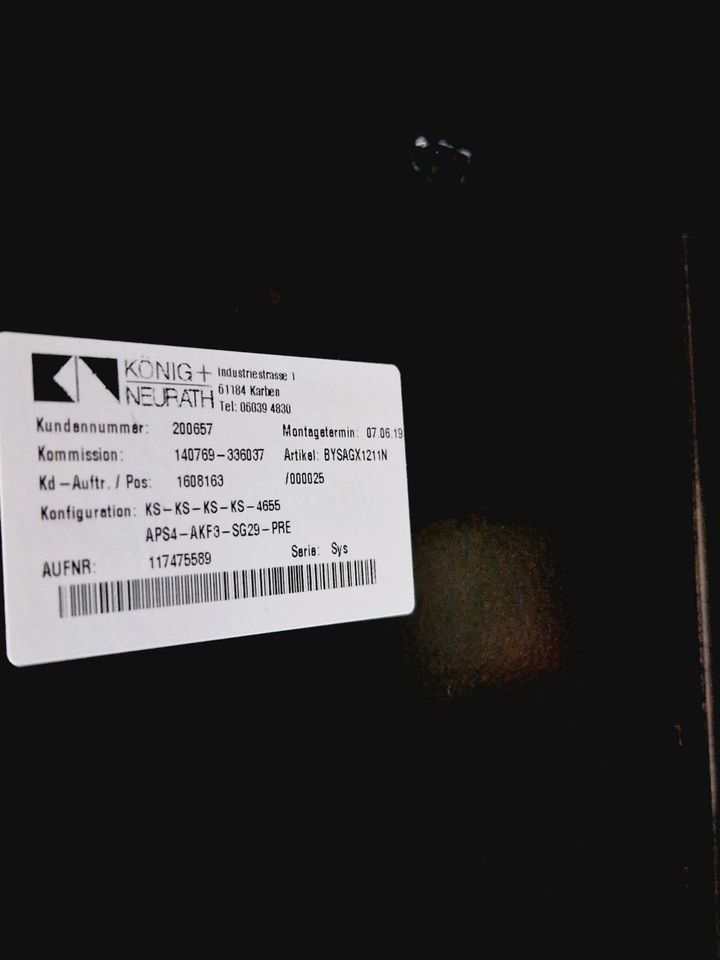 KÖNIG +
NEURATH
Industriestrasse 1
61184 Karben
Tel: 06039 4830
Kundennummer: 200657 Montagetermin: 07.06.19
Kommission: 140769-336037 Artikel: BYSAGX1211N
Kd-Auftr. / Pos: 1608163 /000025
Konfiguration: KS-KS-KS-KS-4655
APS4-AKF3-SG29-PRE
AUFNR: 117475589 Serie: Sys